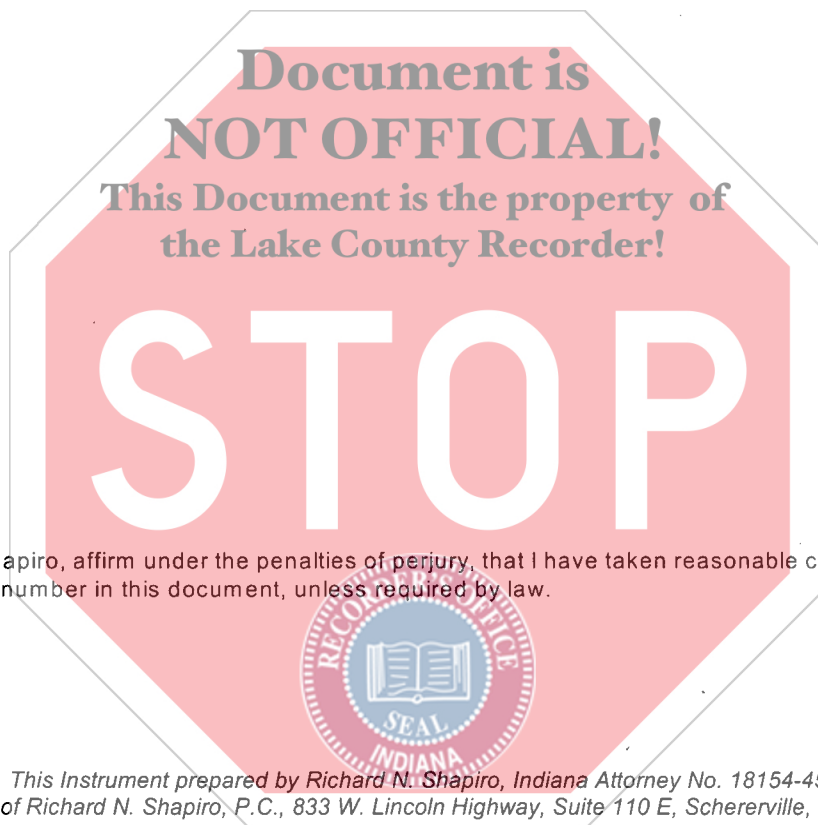 Document is
NOT OFFICIAL!
This Document is the property of
the Lake County Recorder!
STOP
apiro, affirm under the penalties of perjury, that I have taken reasonable c
number in this document, unless required by law.
RECORDER'S OFFICE
SEAL
INDIANA
This Instrument prepared by Richard N. Shapiro, Indiana Attorney No. 18154-45
of Richard N. Shapiro, P.C., 833 W. Lincoln Highway, Suite 110 E, Schererville,